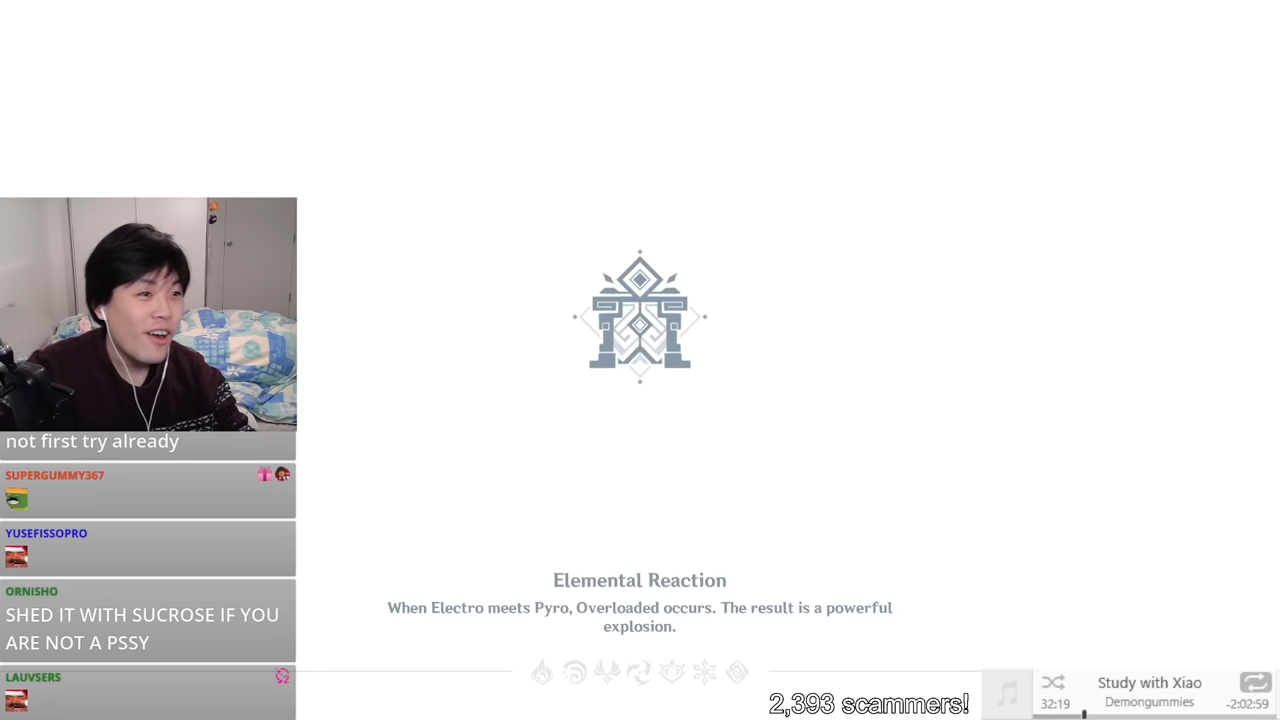 not first try already
SUPERGUMMY367
YUSEFISSOPRO
ORNISHO
SHED IT WITH SUCROSE IF YOU
ARE NOT A PSSY
LAUVSERS
Elemental Reaction
When Electro meets Pyro, Overloaded occurs. The result is a powerful
explosion.
2,393 scammers!
Study with Xiao
32:19
Demongummies
-2:02:59